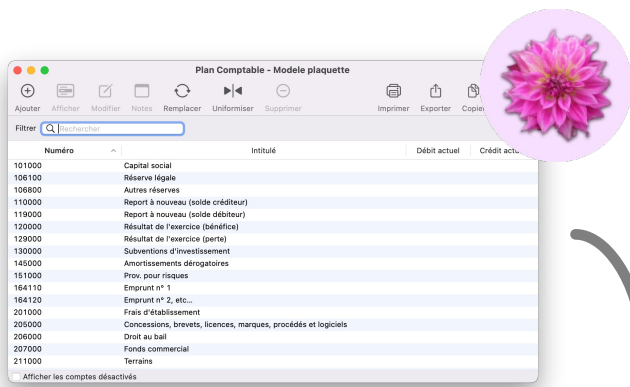 Plan Comptable - Modele plaquette
Ajouter Afficher Modifier Notes Remplacer Uniformiser Supprimer Imprimer Exporter
Filtrer Rechercher
Numéro Intitulé Débit actuel Crédit
101000 Capital social
106100 Réserve légale
106800 Autres réserves
110000 Report à nouveau (solde créditeur)
119000 Report à nouveau (solde débiteur)
120000 Résultat de l'exercice (bénéfice)
129000 Résultat de l'exercice (perte)
130000 Subventions d'investissement
145000 Amortissements dérogatoires
151000 Prov. pour risques
164110 Emprunt n° 1
164120 Emprunt n° 2, etc...
201000 Frais d'établissement
205000 Concessions, brevets, licences, marques, procédés et logiciels
206000 Droit au bail
207000 Fonds commercial
211000 Terrains
Afficher les comptes désactivés